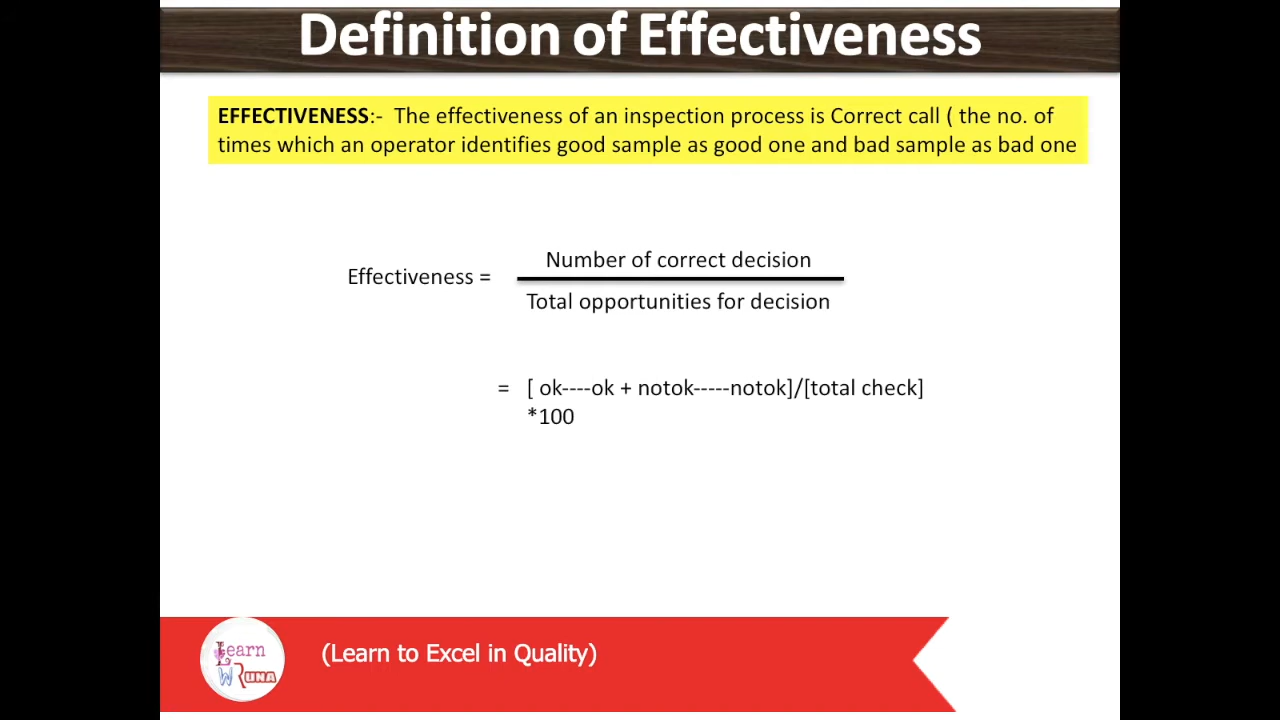 Definition of Effectiveness
EFFECTIVENESS:- The effectiveness of an inspection process is Correct call ( the no. of
times which an operator identifies good sample as good one and bad sample as bad one
Number of correct decision
Effectiveness =
Total opportunities for decision
= [ ok----ok + notok-----notok]/[total check]
*100
Learn
W RUNA
(Learn to Excel in Quality)